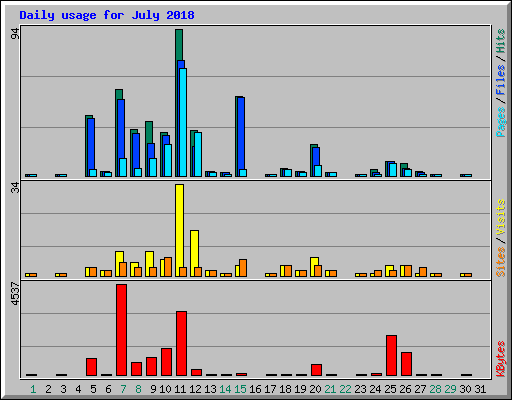 Daily usage for July 2018
94
Pages / Files / Hits
34
Sites / Visits
4537
KBytes
1 2 3 4 5 6 7 8 9 10 11 12 13 14 15 16 17 18 19 20 21 22 23 24 25 26 27 28 29 30 31